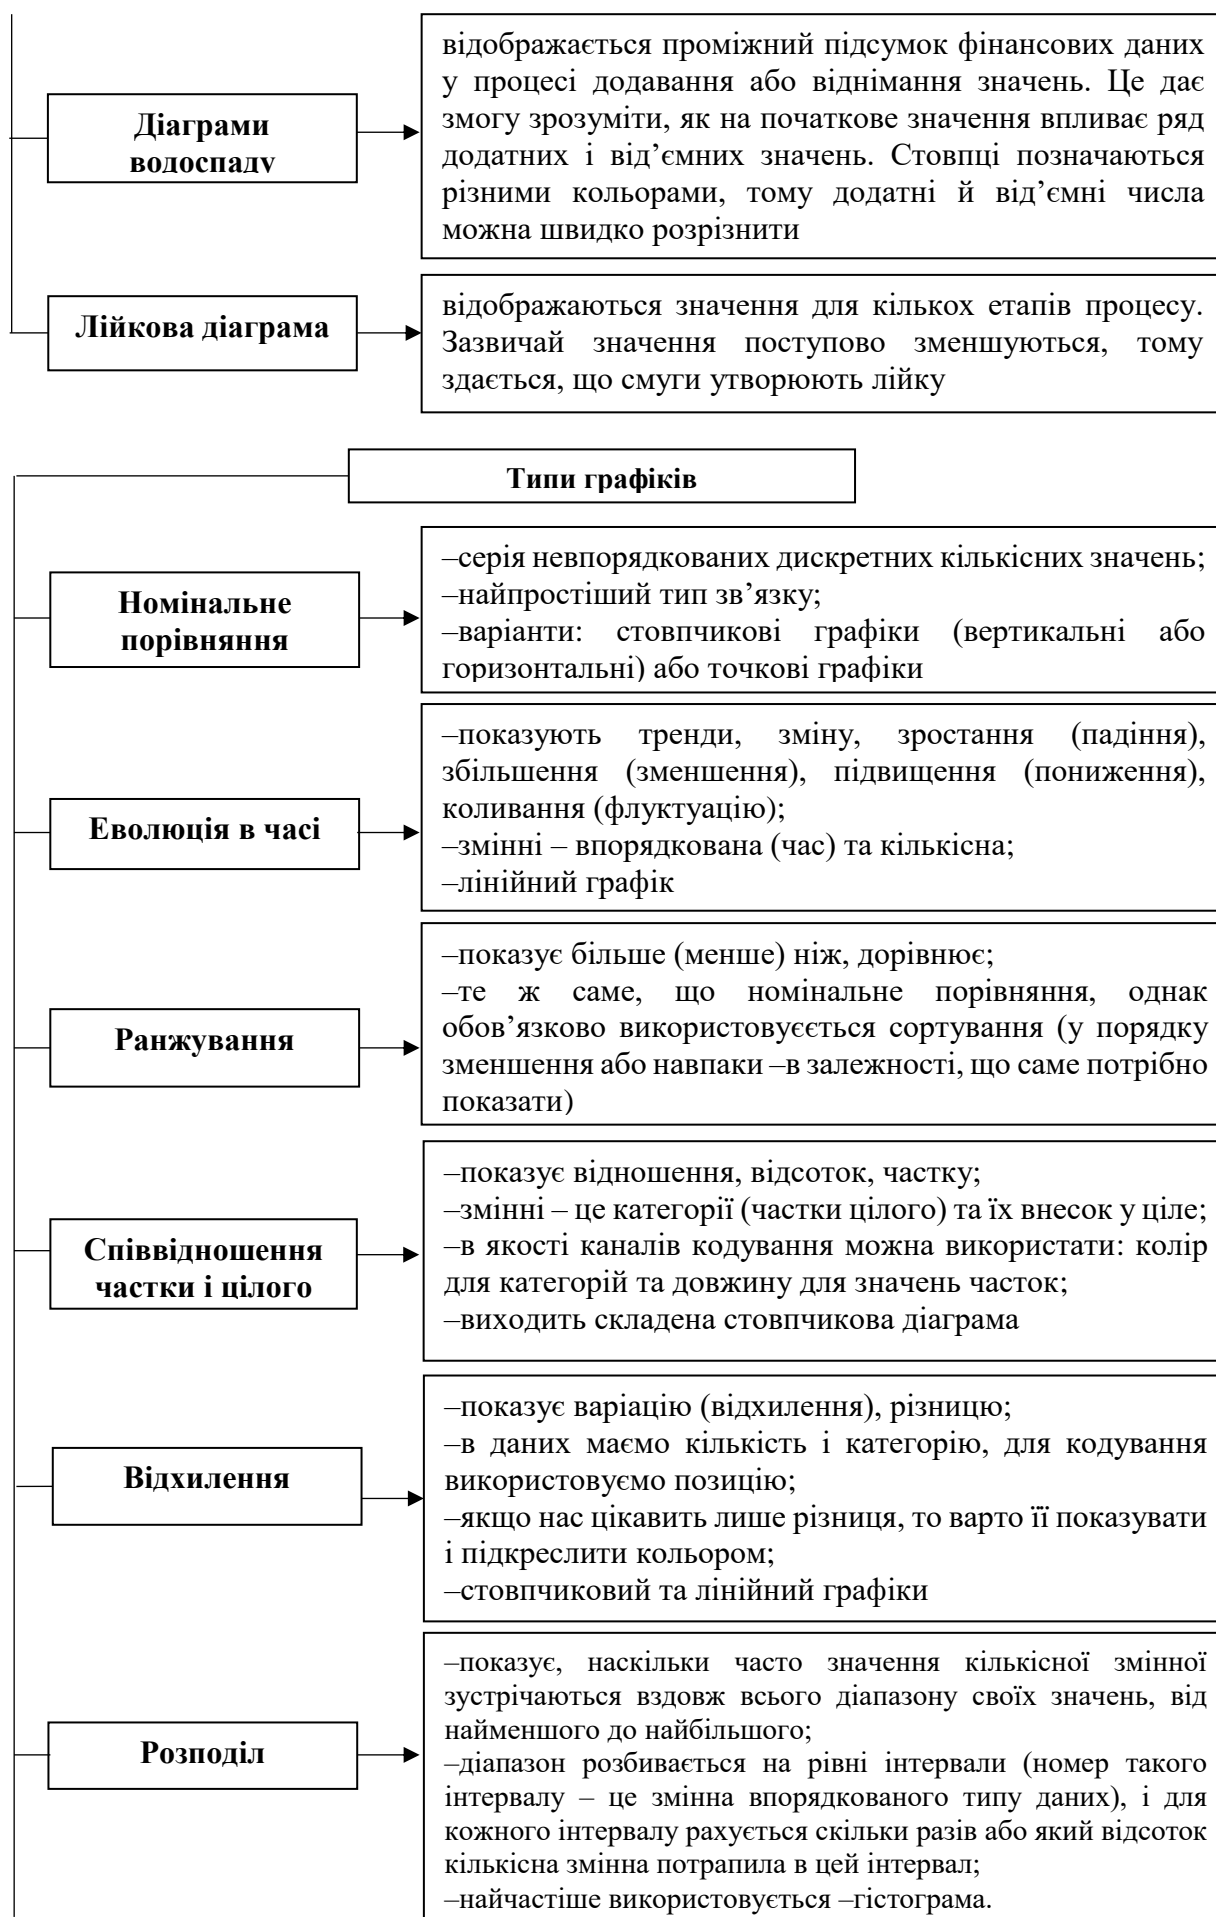 Діаграми
водоспаду
відображається проміжний підсумок фінансових даних
у процесі додавання або віднімання значень. Це дає
змогу зрозуміти, як на початкове значення впливає ряд
додатних і від’ємних значень. Стовпці позначаються
різними кольорами, тому додатні й від’ємні числа
можна швидко розрізнити
Лійкова діаграма
відображаються значення для кількох етапів процесу.
Зазвичай значення поступово зменшуються, тому
здається, що смуги утворюють лійку
Типи графіків
Номінальне
порівняння
–серія невпорядкованих дискретних кількісних значень;
–найпростіший тип зв’язку;
–варіанти: стовпчикові графіки (вертикальні або
горизонтальні) або точкові графіки
Еволюція в часі
–показують тренди, зміну, зростання (падіння),
збільшення (зменшення), підвищення (пониження),
коливання (флуктуацію);
–змінні – впорядкована (час) та кількісна;
–лінійний графік
Ранжування
–показує більше (менше) ніж, дорівнює;
–те ж саме, що номінальне порівняння, однак
обов’язково використовуєється сортування (у порядку
зменшення або навпаки –в залежності, що саме потрібно
показати)
Співвідношення
частки і цілого
–показує відношення, відсоток, частку;
–змінні – це категорії (частки цілого) та їх внесок у ціле;
–в якості каналів кодування можна використати: колір
для категорій та довжину для значень часток;
–виходить складена стовпчикова діаграма
Відхилення
–показує варіацію (відхилення), різницю;
–в даних маємо кількість і категорію, для кодування
використовуємо позицію;
–якщо нас цікавить лише різниця, то варто її показувати
і підкреслити кольором;
–стовпчиковий та лінійний графіки
Розподіл
–показує, наскільки часто значення кількісної змінної
зустрічаються вздовж всього діапазону своїх значень, від
найменшого до найбільшого;
–діапазон розбивається на рівні інтервали (номер такого
інтервалу – це змінна впорядкованого типу даних), і для
кожного інтервалу рахується скільки разів або який відсоток
кількісна змінна потрапила в цей інтервал;
–найчастіше використовується –гістограма.